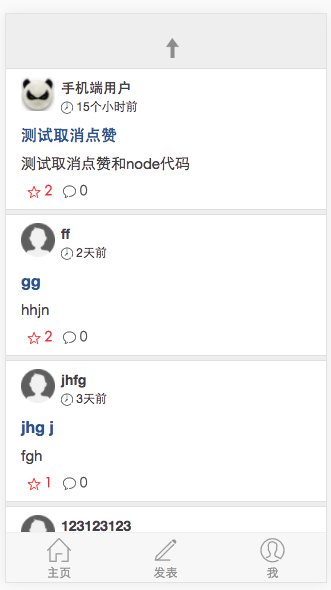 手机端用户
15个小时前
测试取消点赞
测试取消点赞和node代码
2 0
ff
2天前
gg
hhjn
2 0
jhfg
3天前
jhg j
fgh
1 0
123123123
主页 发表 我